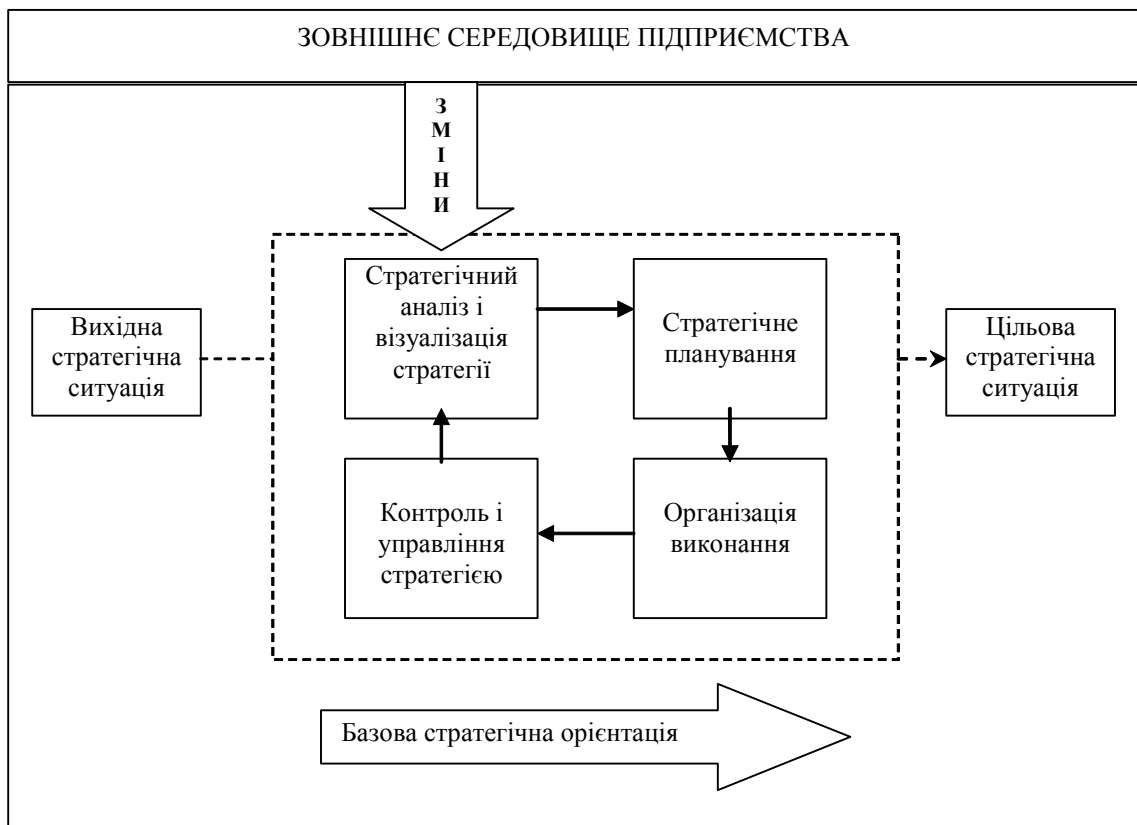 ЗОВНІШНЄ СЕРЕДОВИЩЕ ПІДПРИЄМСТВА
З
М
І
Н
И
Стратегічний
аналіз і
візуалізація
стратегії
Стратегічне
планування
Вихідна
стратегічна
ситуація
Цільова
стратегічна
ситуація
Контроль і
управління
стратегією
Організація
виконання
Базова стратегічна орієнтація